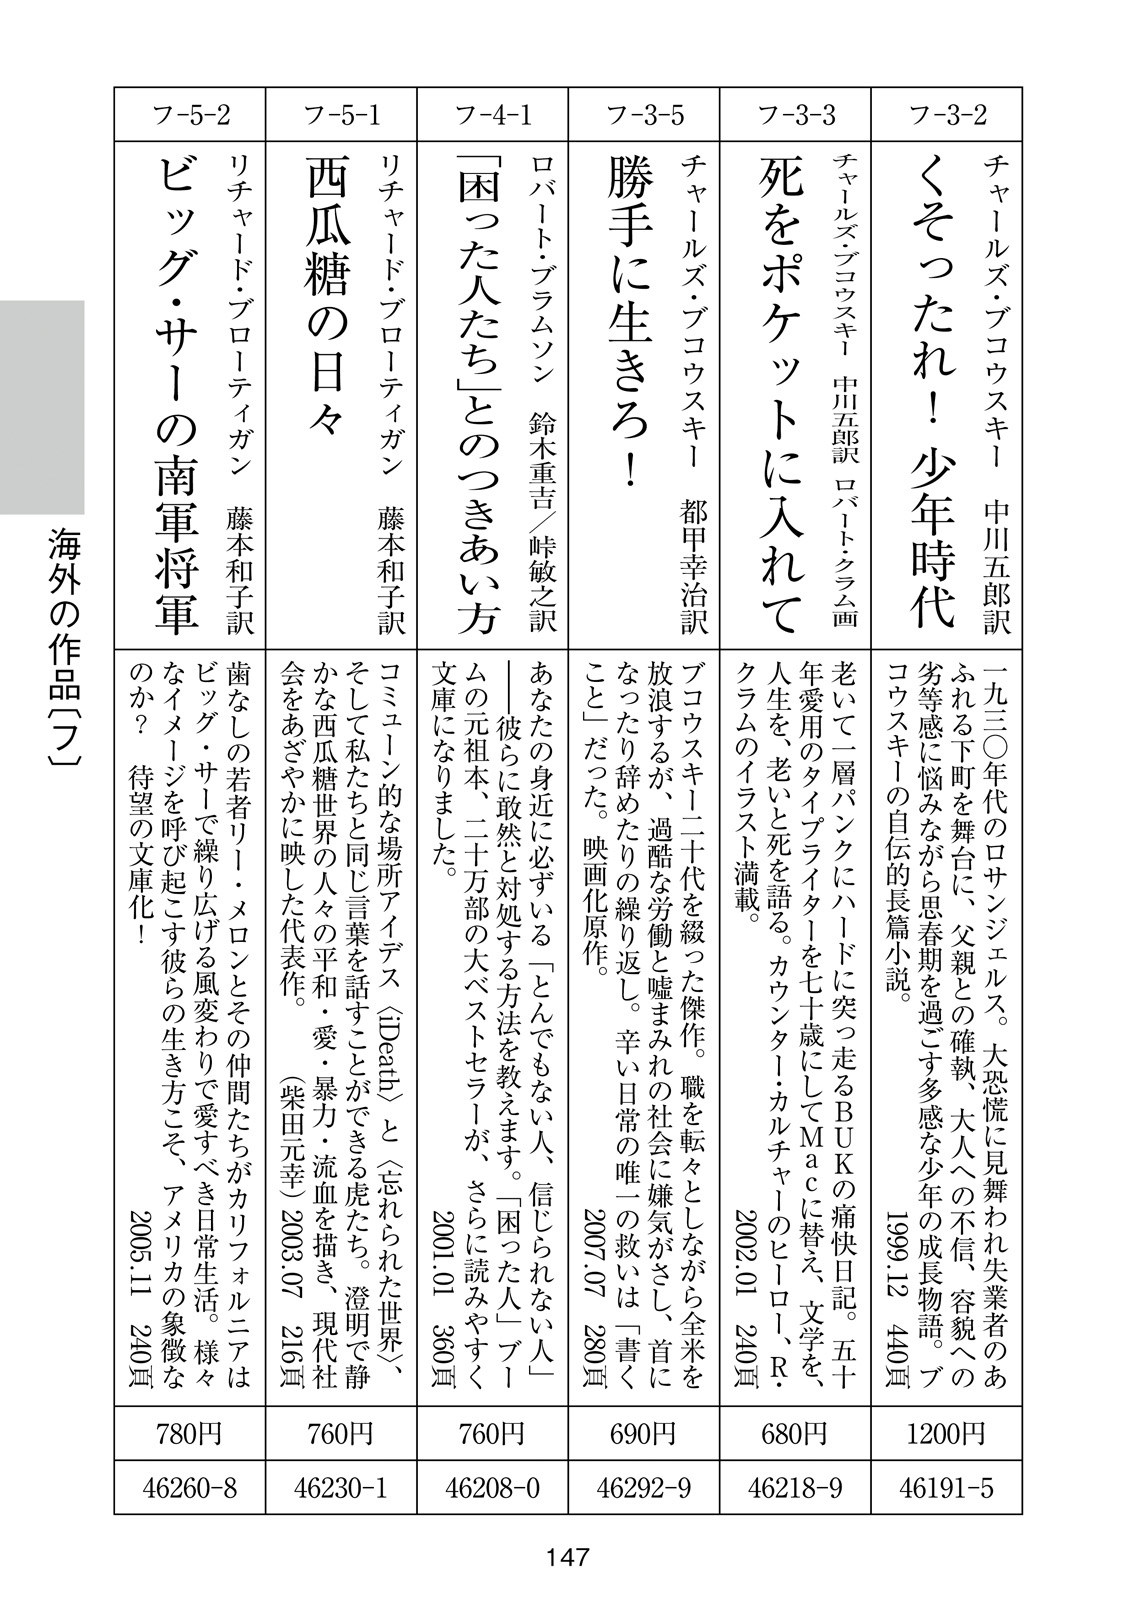 フ-3-2
チャールズ・ブコウスキー 中川五郎訳
くそったれ！ 少年時代
一九三〇年代のロサンジェルス。大恐慌に見舞われ失業者のあ
ふれる下町を舞台に、父親との確執、大人への不信、容貌への
劣等感に悩みながら思春期を過ごす多感な少年の成長物語。ブ
コウスキーの自伝的長篇小説。 1999.12 440頁
1200円
46191-5
フ-3-3
チャールズ・ブコウスキー 中川五郎訳 ロバート・クラム画
死をポケットに入れて
老いて一層パンクにハードに突っ走るBUKの痛快日記。五十
年愛用のタイプライターを七十歳にしてMacに替え、文学を、
人生を、老いと死を語る。カウンター・カルチャーのヒーロー、R・
クラムのイラスト満載。 2002.01 240頁
680円
46218-9
フ-3-5
チャールズ・ブコウスキー 都甲幸治訳
勝手に生きろ！
ブコウスキー二十代を綴った傑作。職を転々としながら全米を
放浪するが、過酷な労働と嘘まみれの社会に嫌気がさし、首に
なったり辞めたりの繰り返し。辛い日常の唯一の救いは「書く
こと」だった。映画化原作。 2007.07 280頁
690円
46292-9
フ-4-1
ロバート・ブラムソン 鈴木重吉／峠敏之訳
「困った人たち」とのつきあい方
あなたの身近に必ずいる「とんでもない人、信じられない人」
――彼らに敢然と対処する方法を教えます。「困った人」ブー
ムの元祖本、二十万部の大ベストセラーが、さらに読みやすく
文庫になりました。 2001.01 360頁
760円
46208-0
フ-5-1
リチャード・ブローティガン 藤本和子訳
西瓜糖の日々
コミューン的な場所アイデス〈iDeath〉と〈忘れられた世界〉、
そして私たちと同じ言葉を話すことができる虎たち。澄明で静
かな西瓜糖世界の人々の平和・愛・暴力・流血を描き、現代社
会をあざやかに映した代表作。 （柴田元幸） 2003.07 216頁
760円
46230-1
フ-5-2
リチャード・ブローティガン 藤本和子訳
ビッグ・サーの南軍将軍
歯なしの若者リー・メロンとその仲間たちがカリフォルニアは
ビッグ・サーで繰り広げる風変わりで愛すべき日常生活。様々
なイメージを呼び起こす彼らの生き方こそ、アメリカの象徴な
のか？ 待望の文庫化！ 2005.11 240頁
780円
46260-8
海外の作品〔フ〕
147